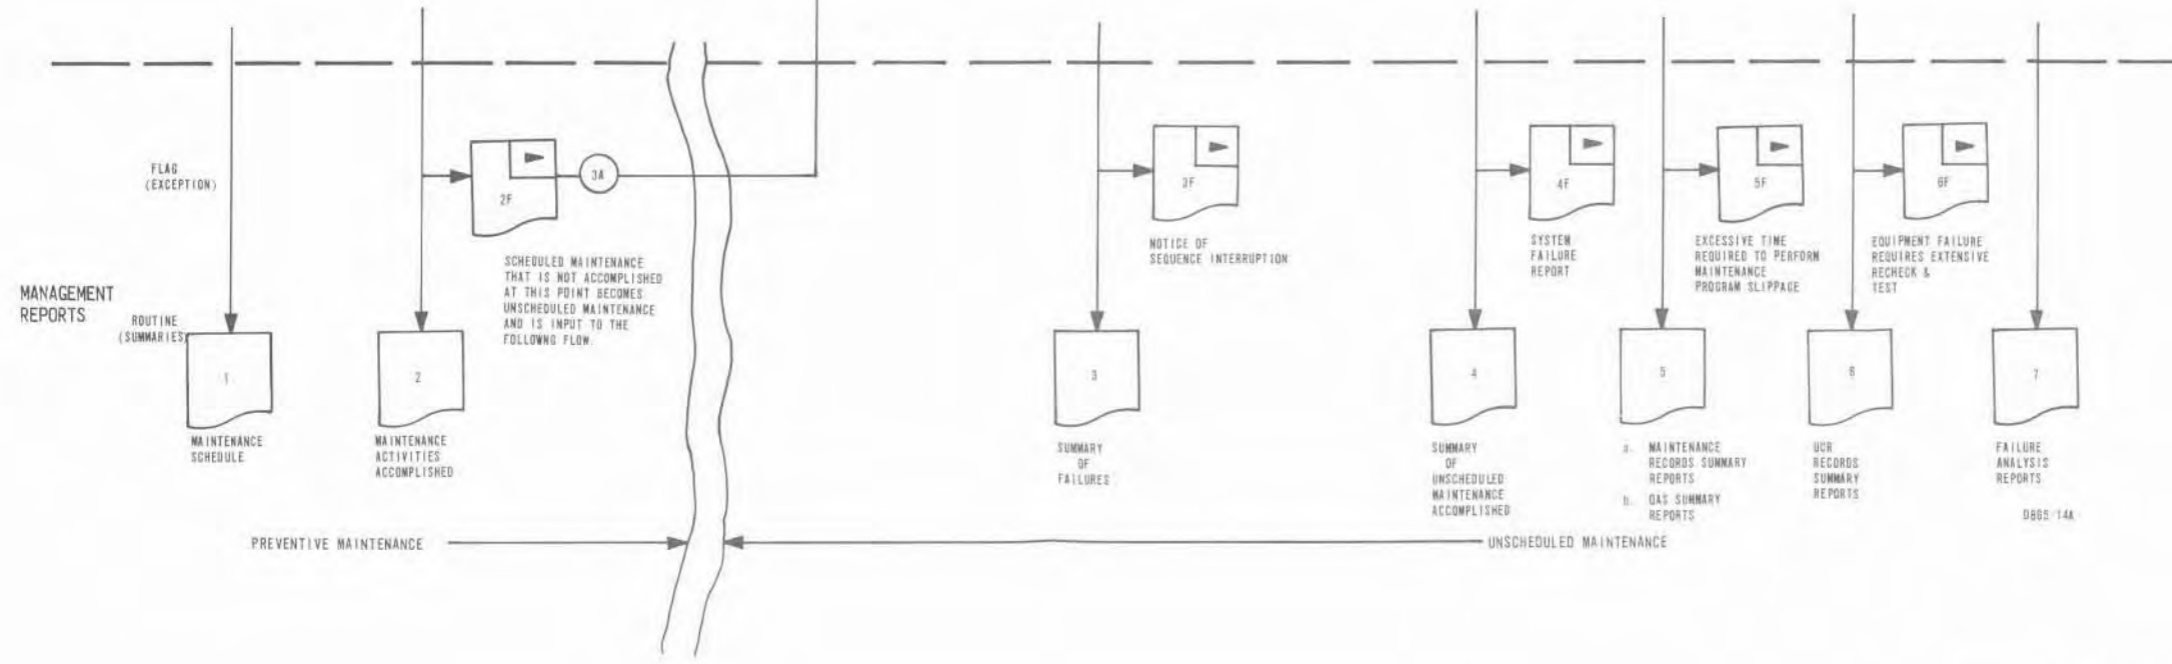 FLAG
(EXCEPTION)
2F
3A
3F
4F
5F
6F
SCHEDULED MAINTENANCE
THAT IS NOT ACCOMPLISHED
AT THIS POINT BECOMES
UNSCHEDULED MAINTENANCE
AND IS INPUT TO THE
FOLLOWNG FLOW.
NOTICE OF
SEQUENCE INTERRUPTION
SYSTEM
FAILURE
REPORT
EXCESSIVE TIME
REQUIRED TO PERFORM
MAINTENANCE
PROGRAM SLIPPAGE
EQUIPMENT FAILURE
REQUIRES EXTENSIVE
RECHECK &
TEST
MANAGEMENT
REPORTS
ROUTINE
(SUMMARIES)
1
2
3
4
5
6
7
MAINTENANCE
SCHEDULE
MAINTENANCE
ACTIVITIES
ACCOMPLISHED
SUMMARY
OF
FAILURES
SUMMARY
OF
UNSCHEDULED
MAINTENANCE
ACCOMPLISHED
a. MAINTENANCE
RECORDS SUMMARY
REPORTS
b. QAS SUMMARY
REPORTS
UCR
RECORDS
SUMMARY
REPORTS
FAILURE
ANALYSIS
REPORTS
PREVENTIVE MAINTENANCE
UNSCHEDULED MAINTENANCE